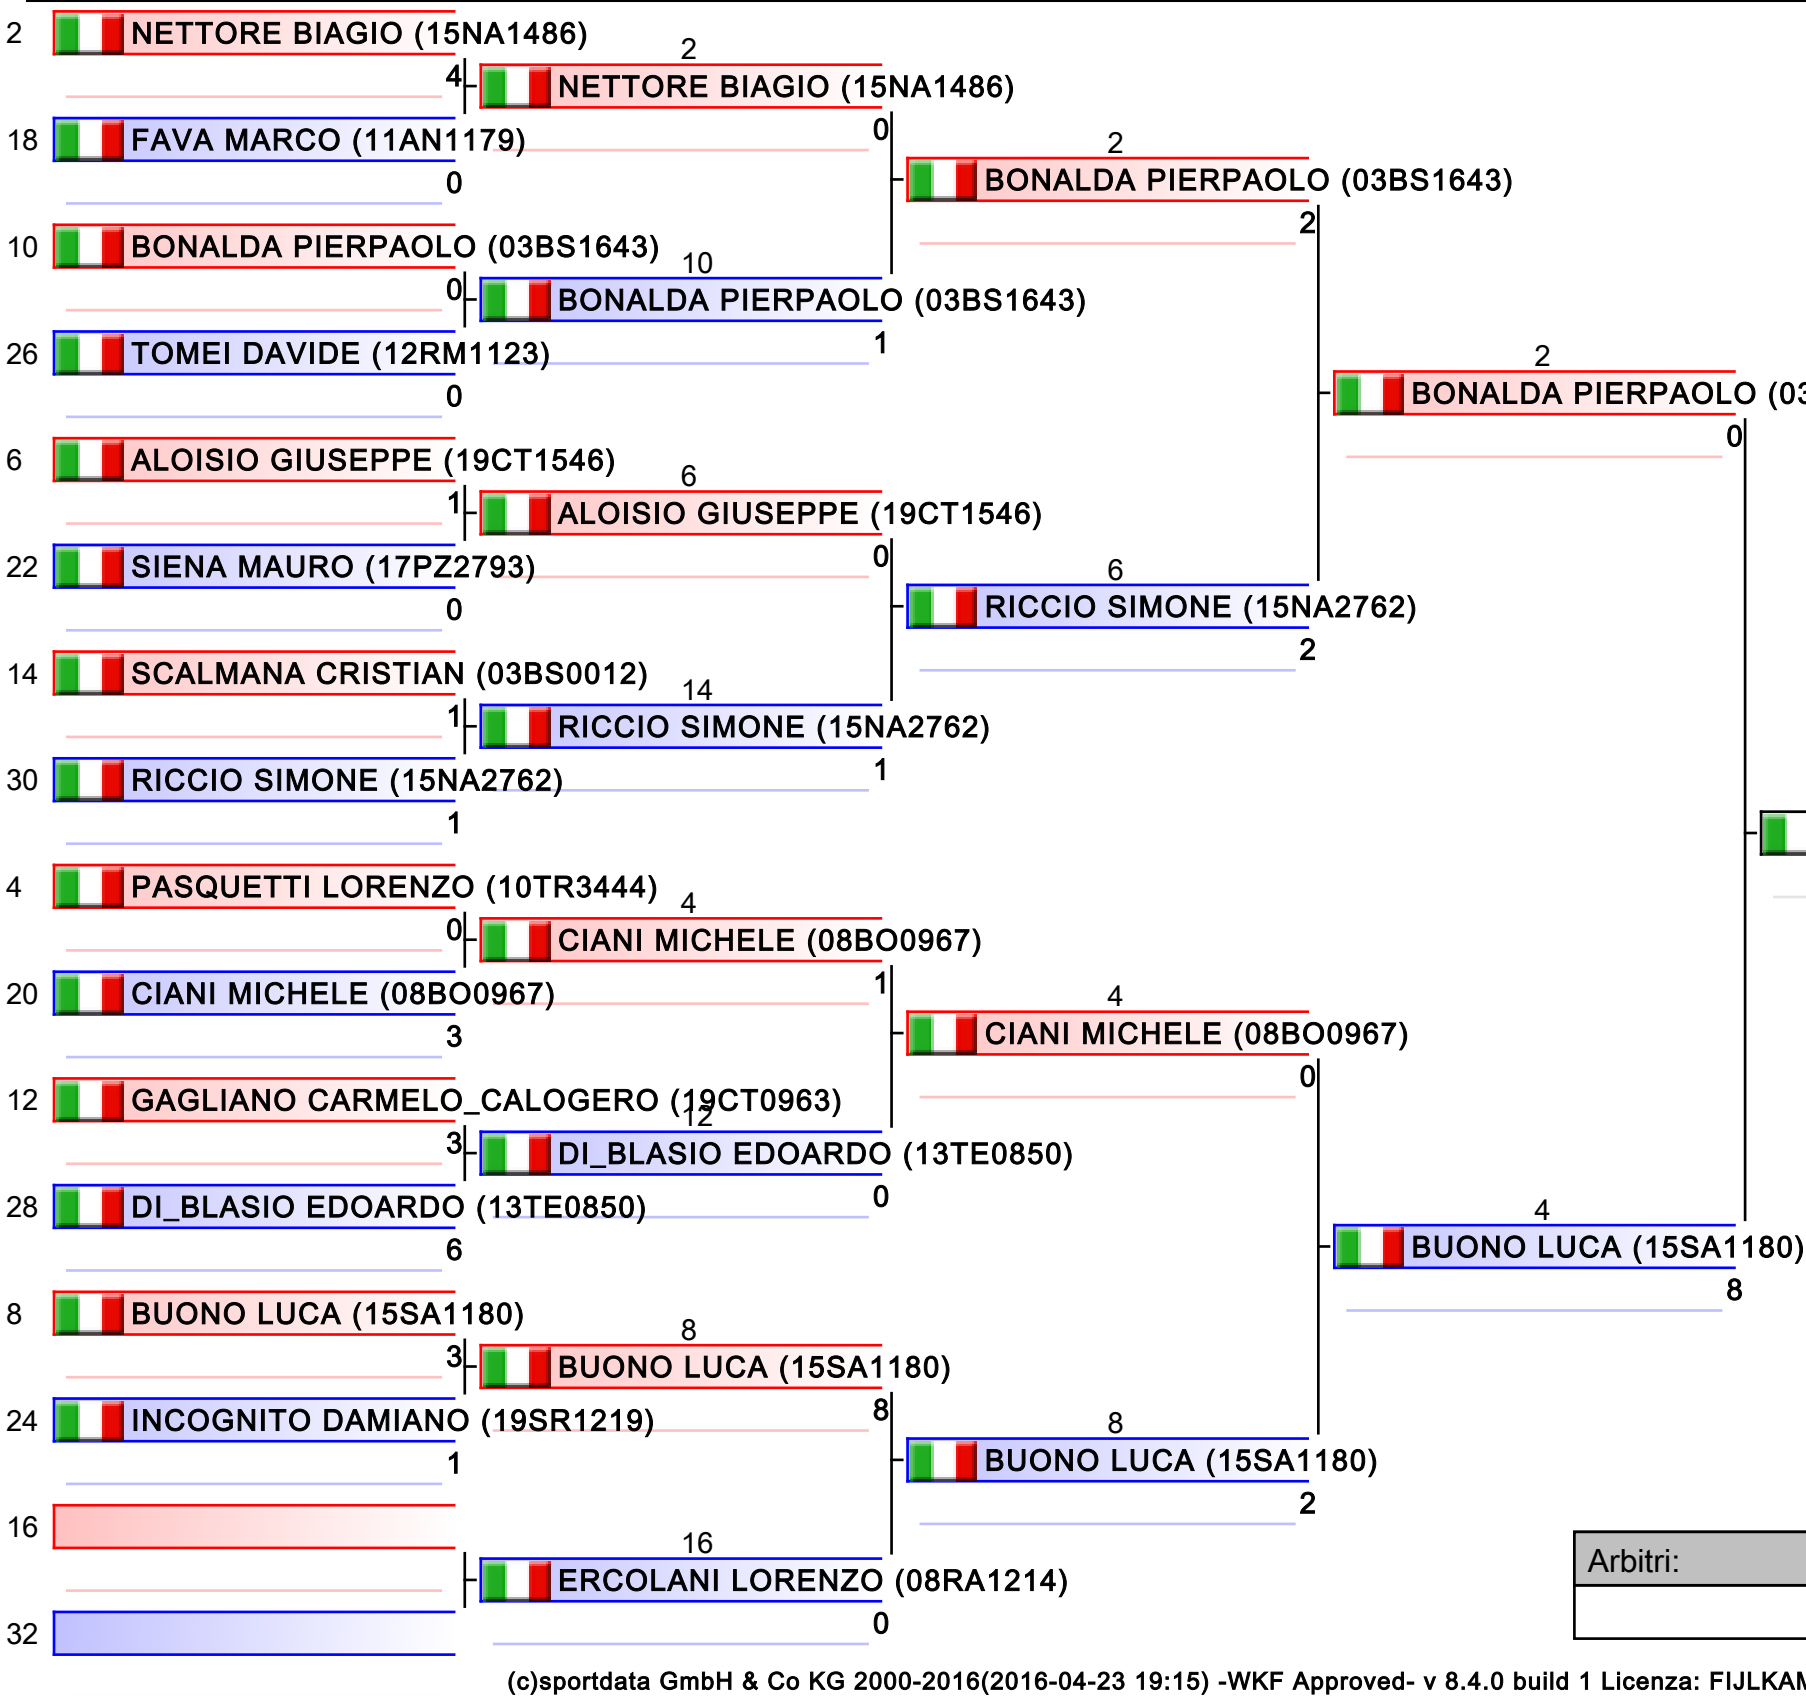 2 NETTORE BIAGIO (15NA1486)
4
2
NETTORE BIAGIO (15NA1486)
0
18 FAVA MARCO (11AN1179)
0
2
BONALDA PIERPAOLO (03BS1643)
2
10 BONALDA PIERPAOLO (03BS1643)
0
10
BONALDA PIERPAOLO (03BS1643)
1
26 TOMEI DAVIDE (12RM1123)
0
2
BONALDA PIERPAOLO (03
0
6 ALOISIO GIUSEPPE (19CT1546)
1
6
ALOISIO GIUSEPPE (19CT1546)
0
22 SIENA MAURO (17PZ2793)
0
6
RICCIO SIMONE (15NA2762)
2
14 SCALMANA CRISTIAN (03BS0012)
1
14
RICCIO SIMONE (15NA2762)
1
30 RICCIO SIMONE (15NA2762)
1
4 PASQUETTI LORENZO (10TR3444)
0
4
CIANI MICHELE (08BO0967)
1
20 CIANI MICHELE (08BO0967)
3
4
CIANI MICHELE (08BO0967)
0
12 GAGLIANO CARMELO_CALOGERO (19CT0963)
3
12
DI_BLASIO EDOARDO (13TE0850)
0
28 DI_BLASIO EDOARDO (13TE0850)
6
4
BUONO LUCA (15SA1180)
8
8 BUONO LUCA (15SA1180)
3
8
BUONO LUCA (15SA1180)
8
24 INCOGNITO DAMIANO (19SR1219)
1
8
BUONO LUCA (15SA1180)
2
16
16
ERCOLANI LORENZO (08RA1214)
0
32
Arbitri:
(c)sportdata GmbH & Co KG 2000-2016(2016-04-23 19:15) -WKF Approved- v 8.4.0 build 1 Licenza: FIJLKAM